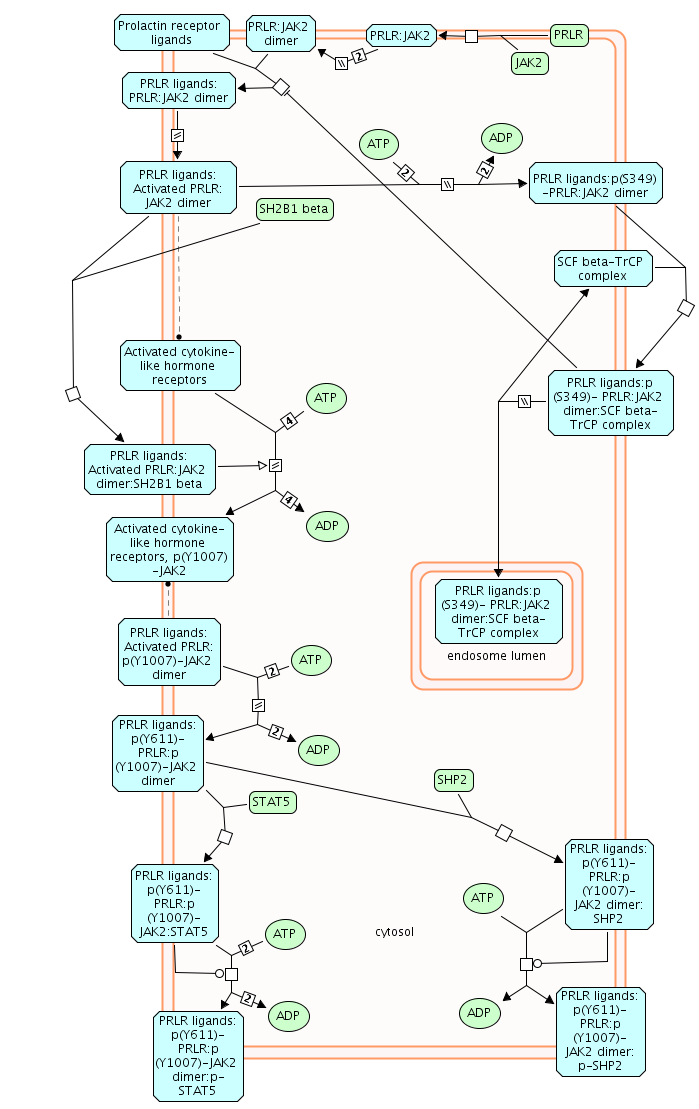 Prolactin receptor
ligands
PRLR:JAK2
dimer
PRLR:JAK2
PRLR
JAK2
\\
2
PRLR ligands:
PRLR:JAK2 dimer
ATP
ADP
2
2
\\
PRLR ligands:
Activated PRLR:
JAK2 dimer
PRLR ligands:p(S349)
-PRLR:JAK2 dimer
SH2B1 beta
SCF beta-TrCP
complex
Activated cytokine-
like hormone
receptors
PRLR ligands:p
(S349)- PRLR:JAK2
dimer:SCF beta-
TrCP complex
\\
ATP
4
PRLR ligands:
Activated PRLR:JAK2
dimer:SH2B1 beta
4
ADP
Activated cytokine-
like hormone
receptors, p(Y1007)
-JAK2
PRLR ligands:p
(S349)- PRLR:JAK2
dimer:SCF beta-
TrCP complex
endosome lumen
PRLR ligands:
Activated PRLR:
p(Y1007)-JAK2
dimer
ATP
2
2
ADP
PRLR ligands:
p(Y611)-
PRLR:p
(Y1007)-JAK2
dimer
SHP2
STAT5
PRLR ligands:
p(Y611)-
PRLR:p
(Y1007)-
JAK2 dimer:
SHP2
PRLR ligands:
p(Y611)-
PRLR:p
(Y1007)-
JAK2:STAT5
ATP
ATP
2
cytosol
2
ADP
ADP
PRLR ligands:
p(Y611)-
PRLR:p
(Y1007)-
JAK2 dimer:
p-SHP2
PRLR ligands:
p(Y611)-
PRLR:p
(Y1007)-JAK2
dimer:p-
STAT5